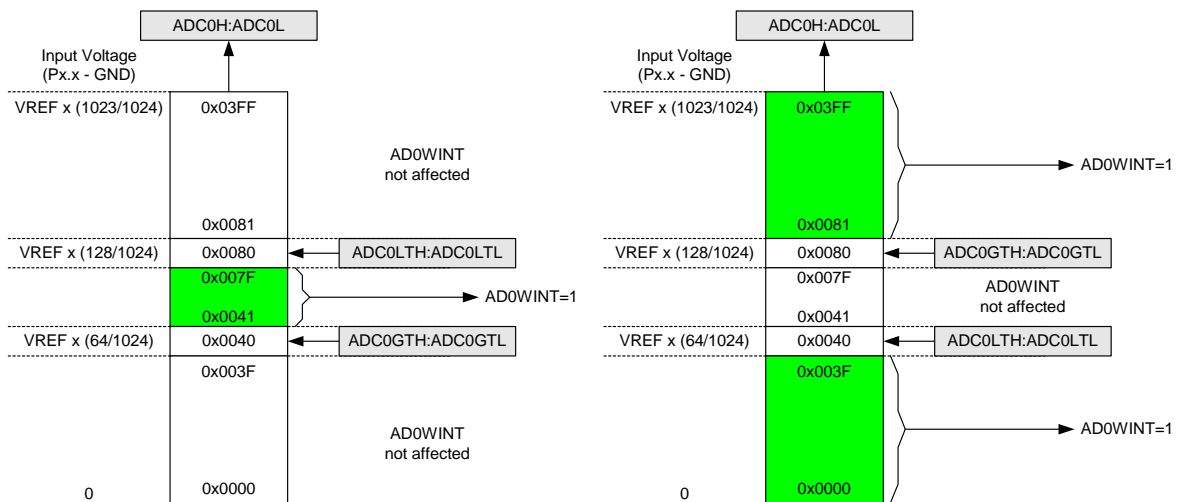 ADC0H:ADC0L
Input Voltage
(Px.x - GND)
VREF x (1023/1024)
0x03FF
AD0WINT
not affected
0x0081
VREF x (128/1024)
0x0080
ADC0LTH:ADC0LTL
0x007F
AD0WINT=1
0x0041
VREF x (64/1024)
0x0040
ADC0GTH:ADC0GTL
0x003F
AD0WINT
not affected
0
0x0000
ADC0H:ADC0L
Input Voltage
(Px.x - GND)
VREF x (1023/1024)
0x03FF
AD0WINT=1
0x0081
VREF x (128/1024)
0x0080
ADC0GTH:ADC0GTL
0x007F
AD0WINT
not affected
0x0041
VREF x (64/1024)
0x0040
ADC0LTH:ADC0LTL
0x003F
AD0WINT=1
0
0x0000